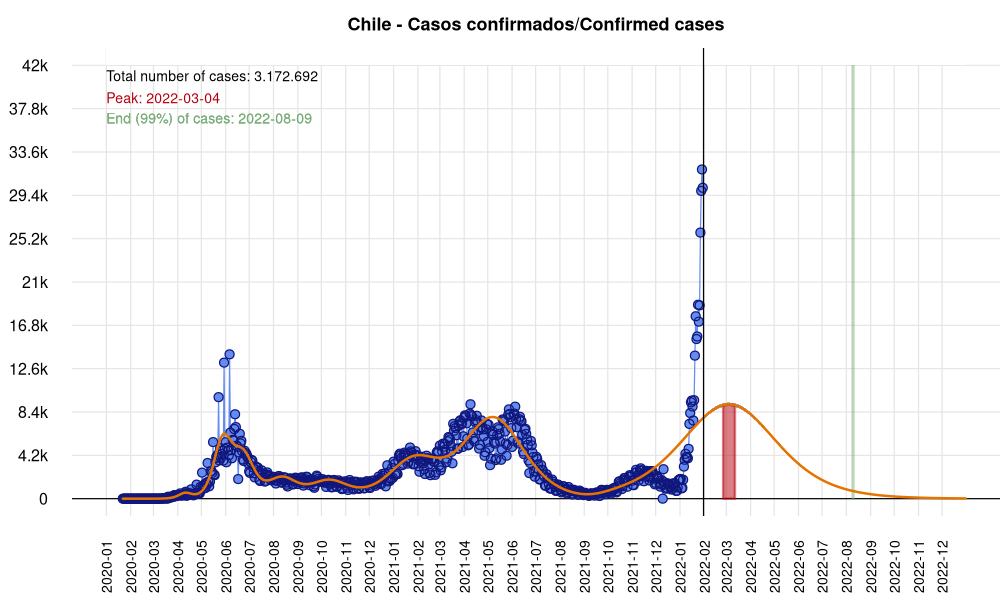 Chile - Casos confirmados/Confirmed cases
Total number of cases: 3.172.692
Peak: 2022-03-04
End (99%) of cases: 2022-08-09
42k
37.8k
33.6k
29.4k
25.2k
21k
16.8k
12.6k
8.4k
4.2k
0
2020-01
2020-02
2020-03
2020-04
2020-05
2020-06
2020-07
2020-08
2020-09
2020-10
2020-11
2020-12
2021-01
2021-02
2021-03
2021-04
2021-05
2021-06
2021-07
2021-08
2021-09
2021-10
2021-11
2021-12
2022-01
2022-02
2022-03
2022-04
2022-05
2022-06
2022-07
2022-08
2022-09
2022-10
2022-11
2022-12